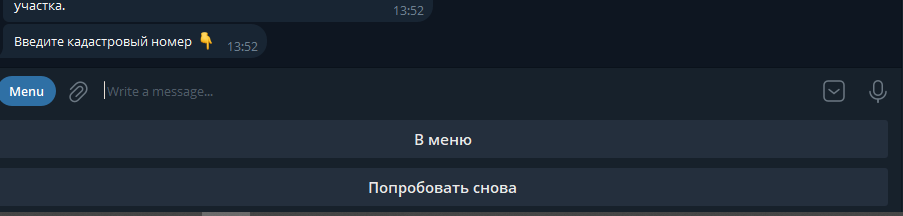 участка.
13:52
Введите кадастровый номер 👇
13:52
Menu
Write a message...
В меню
Попробовать снова